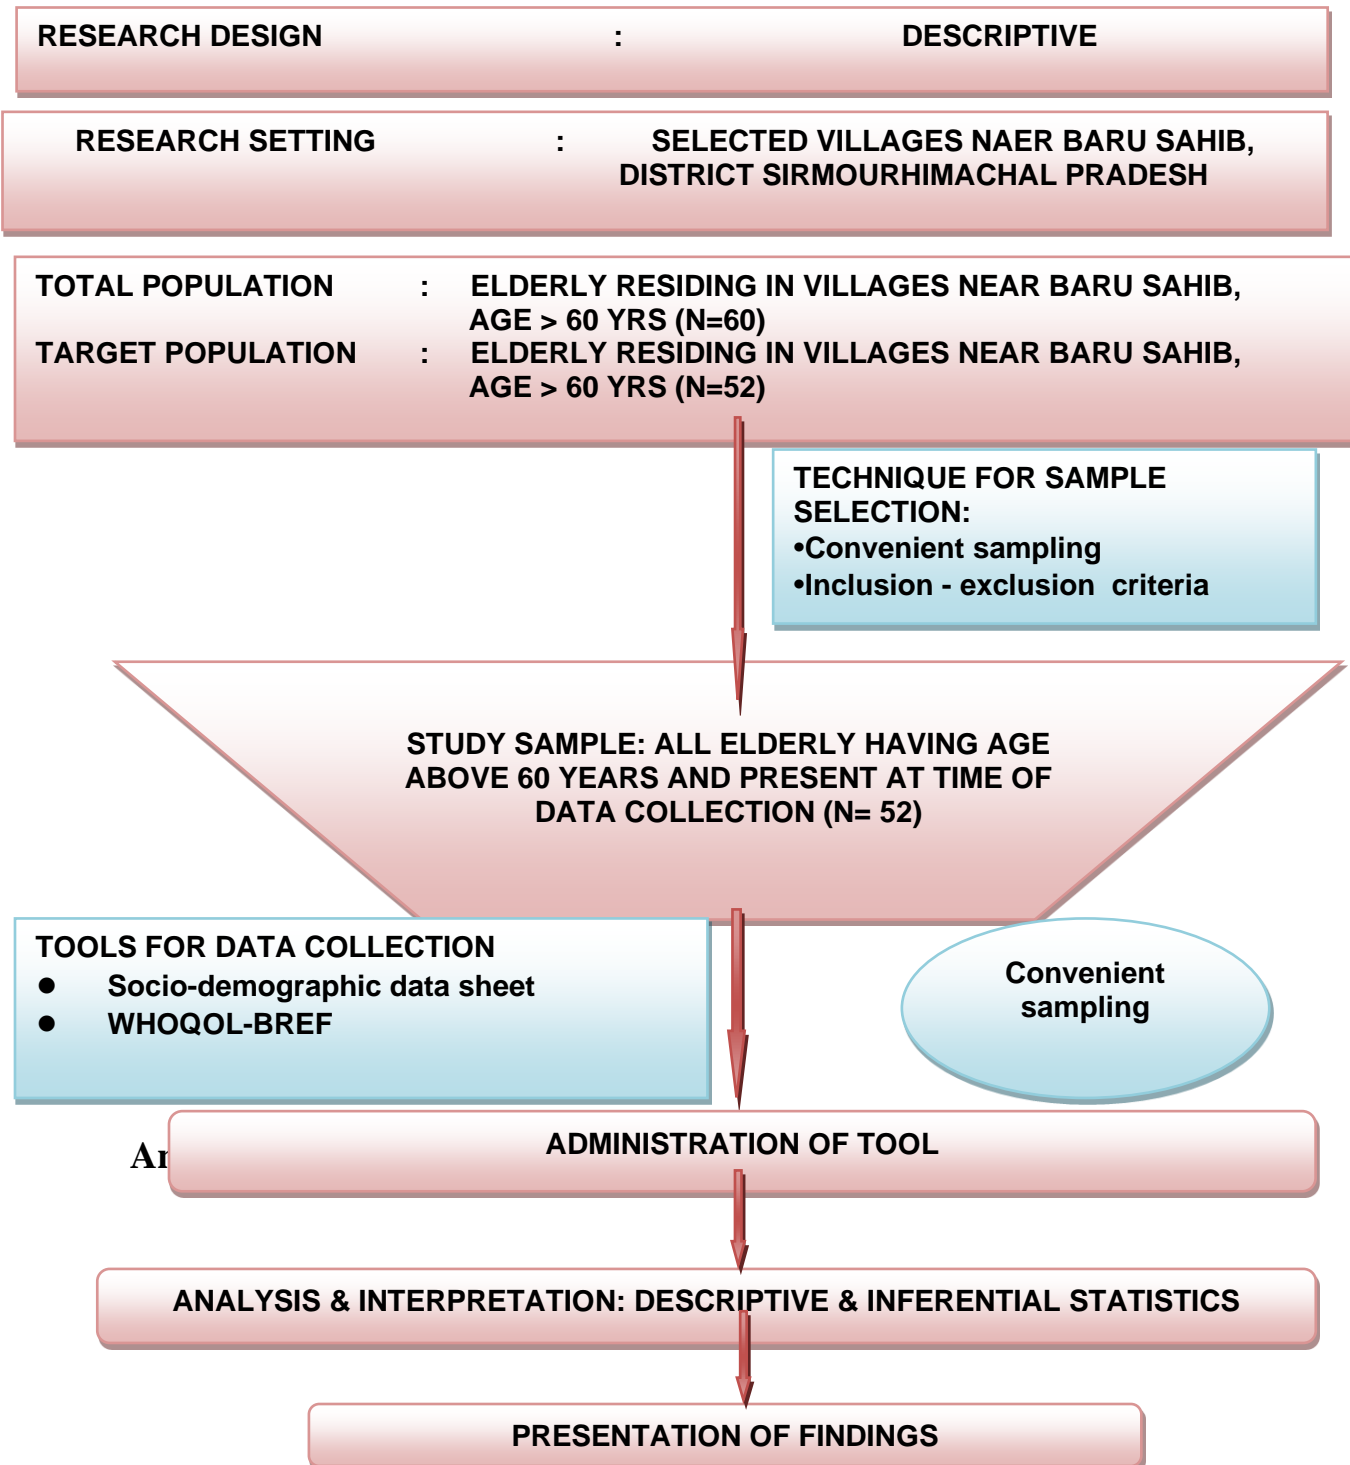 RESEARCH DESIGN : DESCRIPTIVE
RESEARCH SETTING : SELECTED VILLAGES NAER BARU SAHIB,
DISTRICT SIRMOURHIMACHAL PRADESH
TOTAL POPULATION : ELDERLY RESIDING IN VILLAGES NEAR BARU SAHIB,
AGE > 60 YRS (N=60)
TARGET POPULATION : ELDERLY RESIDING IN VILLAGES NEAR BARU SAHIB,
AGE > 60 YRS (N=52)
TECHNIQUE FOR SAMPLE
SELECTION:
•Convenient sampling
•Inclusion - exclusion criteria
STUDY SAMPLE: ALL ELDERLY HAVING AGE
ABOVE 60 YEARS AND PRESENT AT TIME OF
DATA COLLECTION (N= 52)
TOOLS FOR DATA COLLECTION
● Socio-demographic data sheet
● WHOQOL-BREF
Convenient
sampling
ADMINISTRATION OF TOOL
ANALYSIS & INTERPRETATION: DESCRIPTIVE & INFERENTIAL STATISTICS
PRESENTATION OF FINDINGS